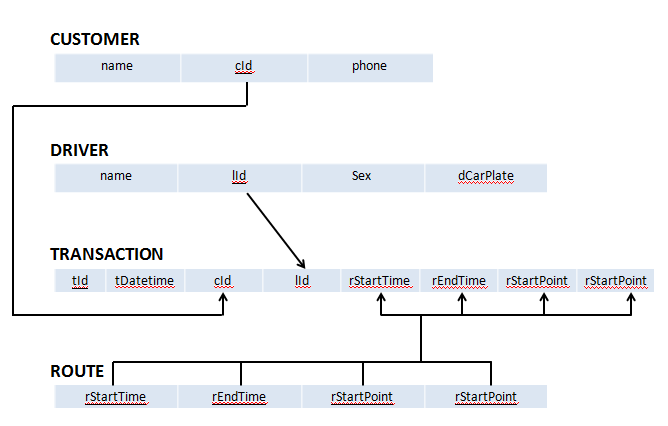 CUSTOMER
name cId phone
DRIVER
name lId Sex dCarPlate
TRANSACTION
tId tDatetime cId lId rStartTime rEndTime rStartPoint rStartPoint
ROUTE
rStartTime rEndTime rStartPoint rStartPoint